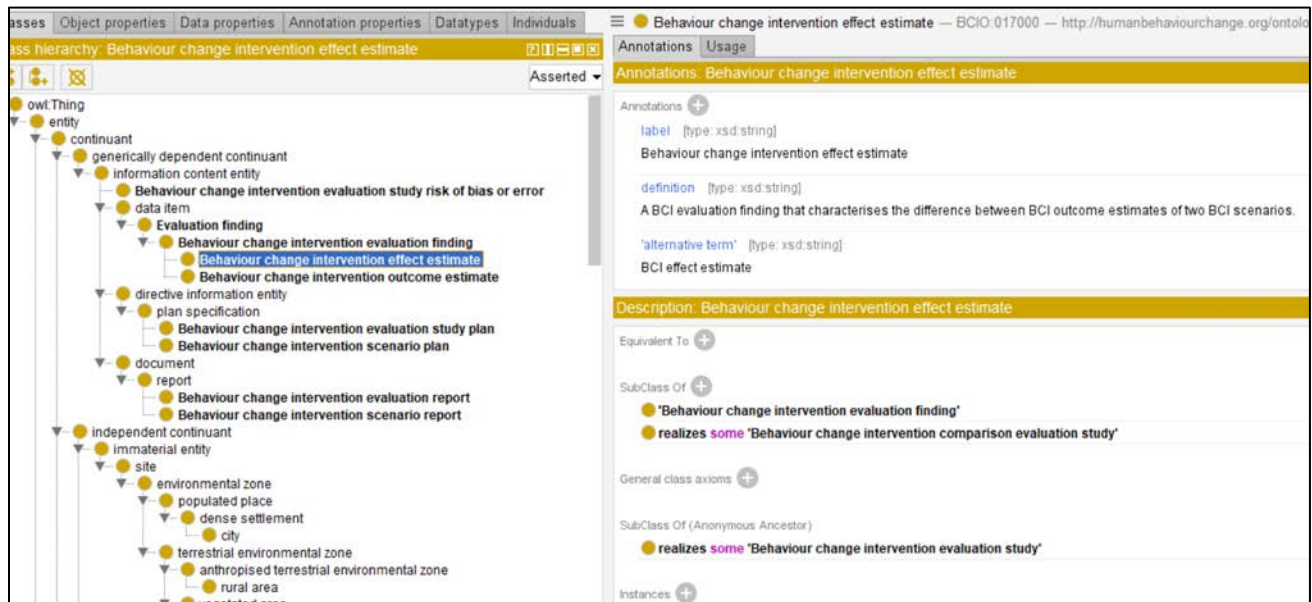 asses Object properties Data properties Annotation properties Datatypes Individuals
ass hierarchy: Behaviour change intervention effect estimate
Asserted
owl:Thing
entity
continuant
generically dependent continuant
information content entity
Behaviour change intervention evaluation study risk of bias or error
data item
Evaluation finding
Behaviour change intervention evaluation finding
Behaviour change intervention effect estimate
Behaviour change intervention outcome estimate
directive information entity
plan specification
Behaviour change intervention evaluation study plan
Behaviour change intervention scenario plan
document
report
Behaviour change intervention evaluation report
Behaviour change intervention scenario report
independent continuant
immaterial entity
site
environmental zone
populated place
dense settlement
city
terrestrial environmental zone
anthropised terrestrial environmental zone
rural area
Behaviour change intervention effect estimate — BCIO:017000 — http://humanbehaviourchange.org/ontolo
Annotations Usage
Annotations: Behaviour change intervention effect estimate
Annotations
label [type: xsd:string]
Behaviour change intervention effect estimate
definition [type: xsd:string]
A BCI evaluation finding that characterises the difference between BCI outcome estimates of two BCI scenarios.
'alternative term' [type: xsd:string]
BCI effect estimate
Description: Behaviour change intervention effect estimate
Equivalent To
SubClass Of
'Behaviour change intervention evaluation finding'
realizes some 'Behaviour change intervention comparison evaluation study'
General class axioms
SubClass Of (Anonymous Ancestor)
realizes some 'Behaviour change intervention evaluation study'
Instances